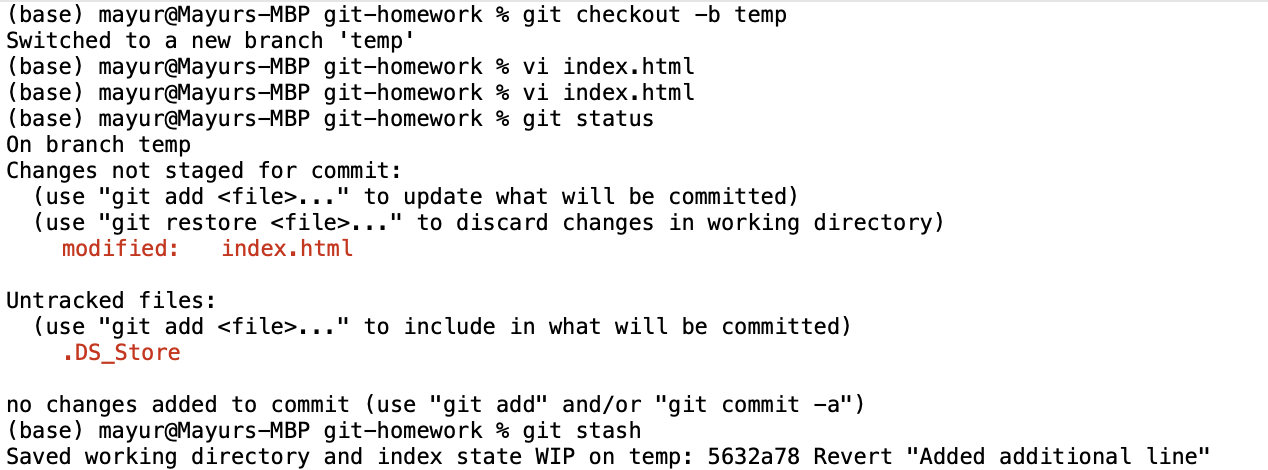 (base) mayur@Mayurs-MBP git-homework % git checkout -b temp
Switched to a new branch 'temp'
(base) mayur@Mayurs-MBP git-homework % vi index.html
(base) mayur@Mayurs-MBP git-homework % vi index.html
(base) mayur@Mayurs-MBP git-homework % git status
On branch temp
Changes not staged for commit:
  (use "git add <file>..." to update what will be committed)
  (use "git restore <file>..." to discard changes in working directory)
    modified:   index.html

Untracked files:
  (use "git add <file>..." to include in what will be committed)
    .DS_Store

no changes added to commit (use "git add" and/or "git commit -a")
(base) mayur@Mayurs-MBP git-homework % git stash
Saved working directory and index state WIP on temp: 5632a78 Revert "Added additional line"